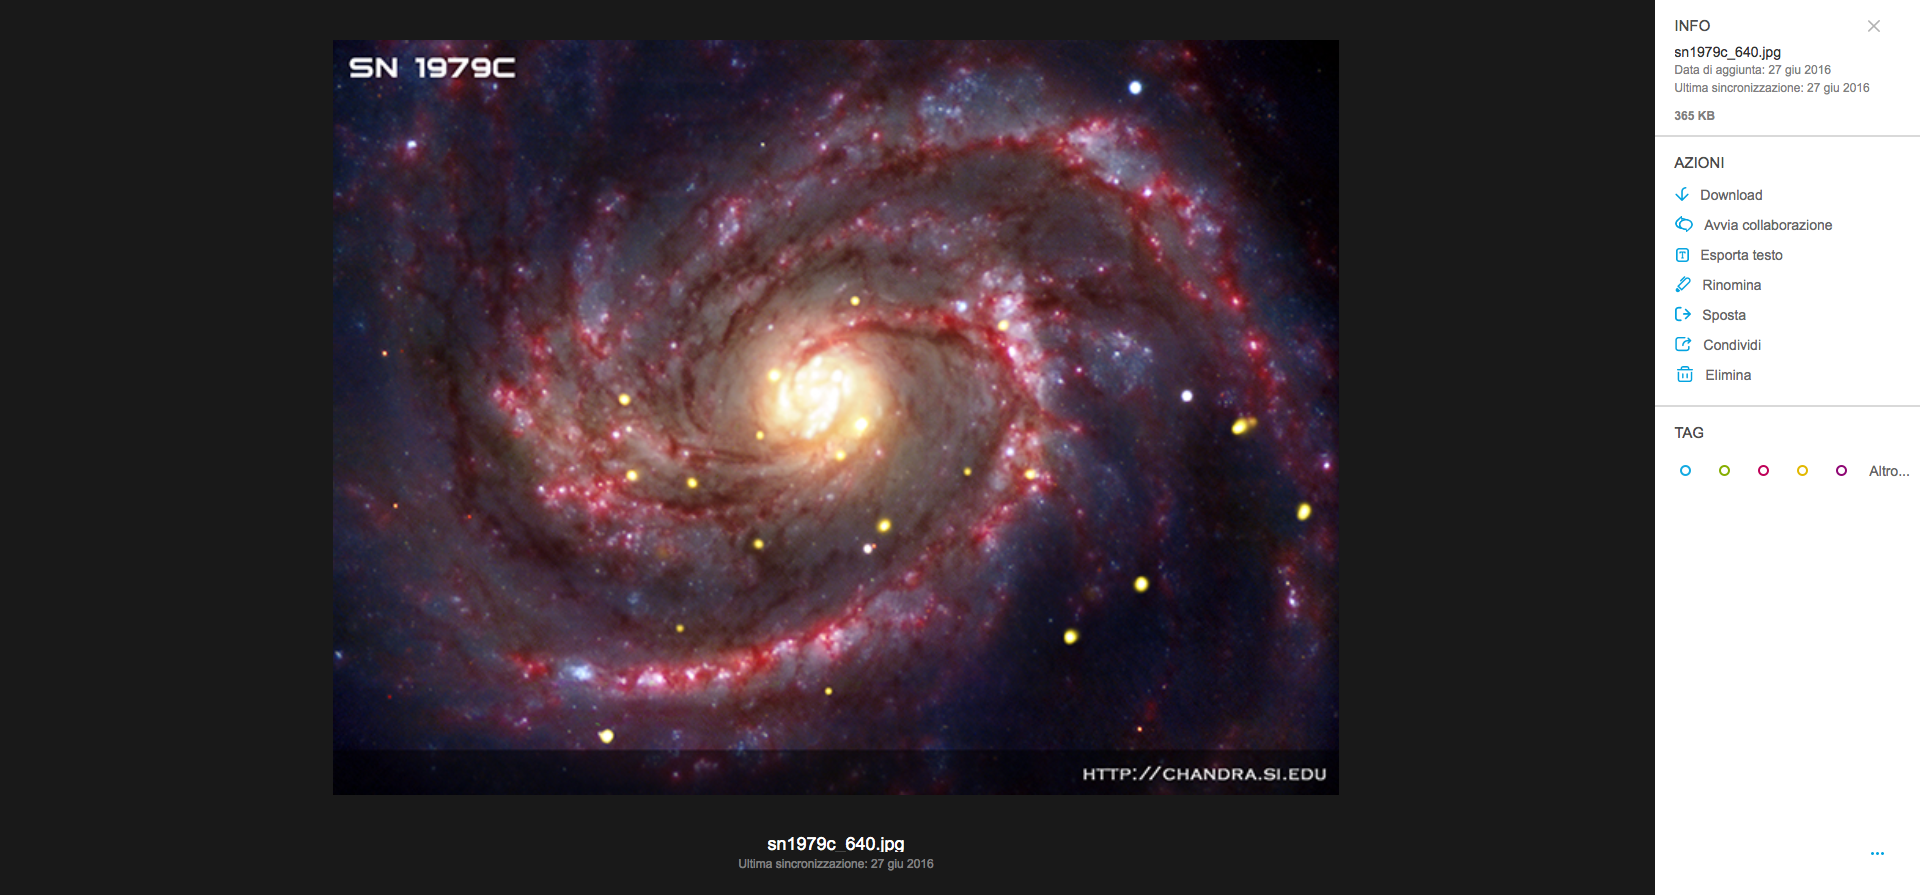 SN 1979C
HTTP://CHANDRA.SI.EDU
sn1979c_640.jpg
Ultima sincronizzazione: 27 giu 2016
INFO
sn1979c_640.jpg
Data di aggiunta: 27 giu 2016
Ultima sincronizzazione: 27 giu 2016
365 KB
AZIONI
Download
Avvia collaborazione
Esporta testo
Rinomina
Sposta
Condividi
Elimina
TAG
Altro...